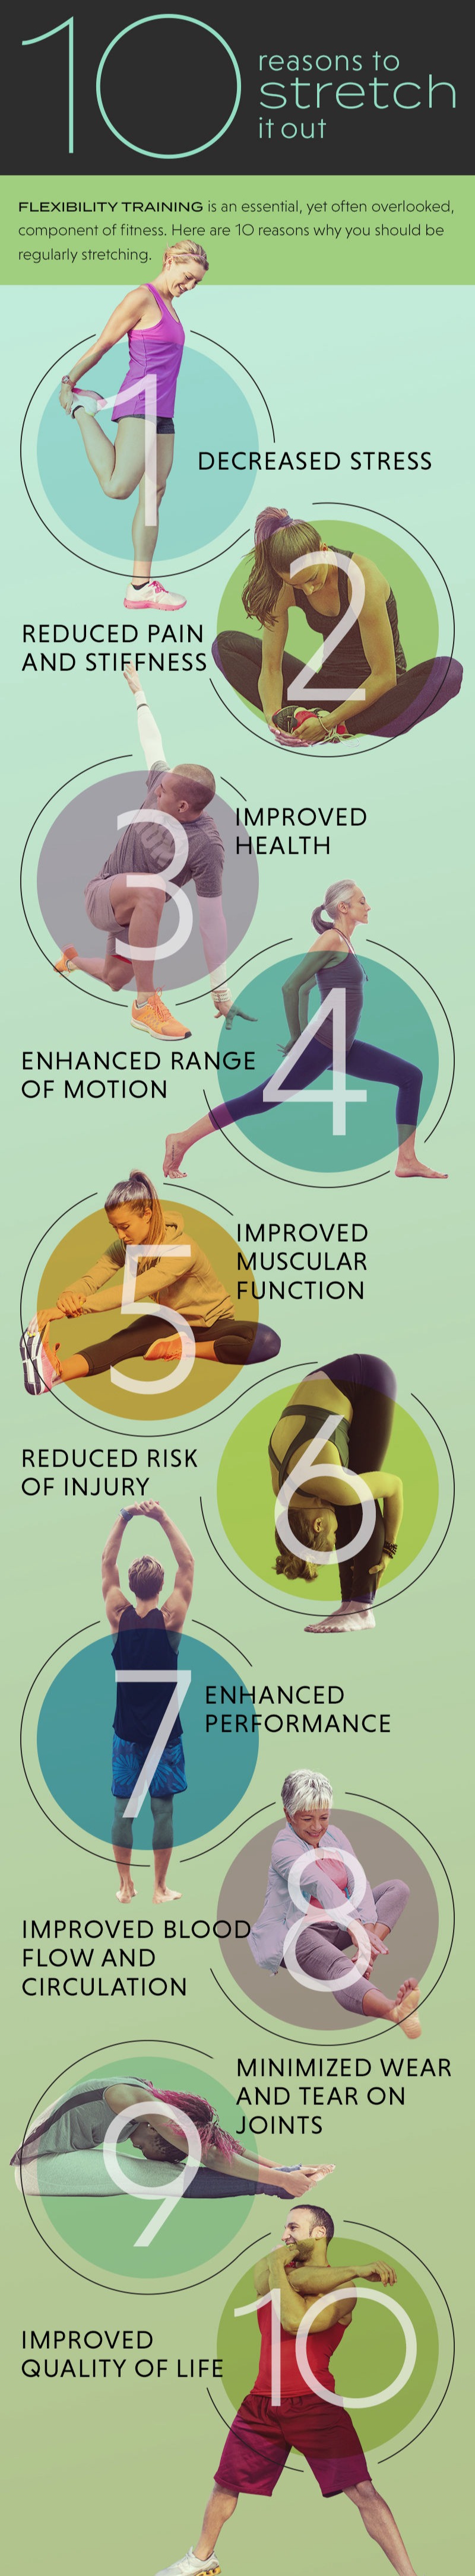 10
reasons to
stretch
it out
FLEXIBILITY TRAINING is an essential, yet often overlooked,
component of fitness. Here are 10 reasons why you should be
regularly stretching.
1
DECREASED STRESS
2
REDUCED PAIN
AND STIFFNESS
3
IMPROVED
HEALTH
4
ENHANCED RANGE
OF MOTION
5
IMPROVED
MUSCULAR
FUNCTION
6
REDUCED RISK
OF INJURY
7
ENHANCED
PERFORMANCE
8
IMPROVED BLOOD
FLOW AND
CIRCULATION
9
MINIMIZED WEAR
AND TEAR ON
JOINTS
10
IMPROVED
QUALITY OF LIFE